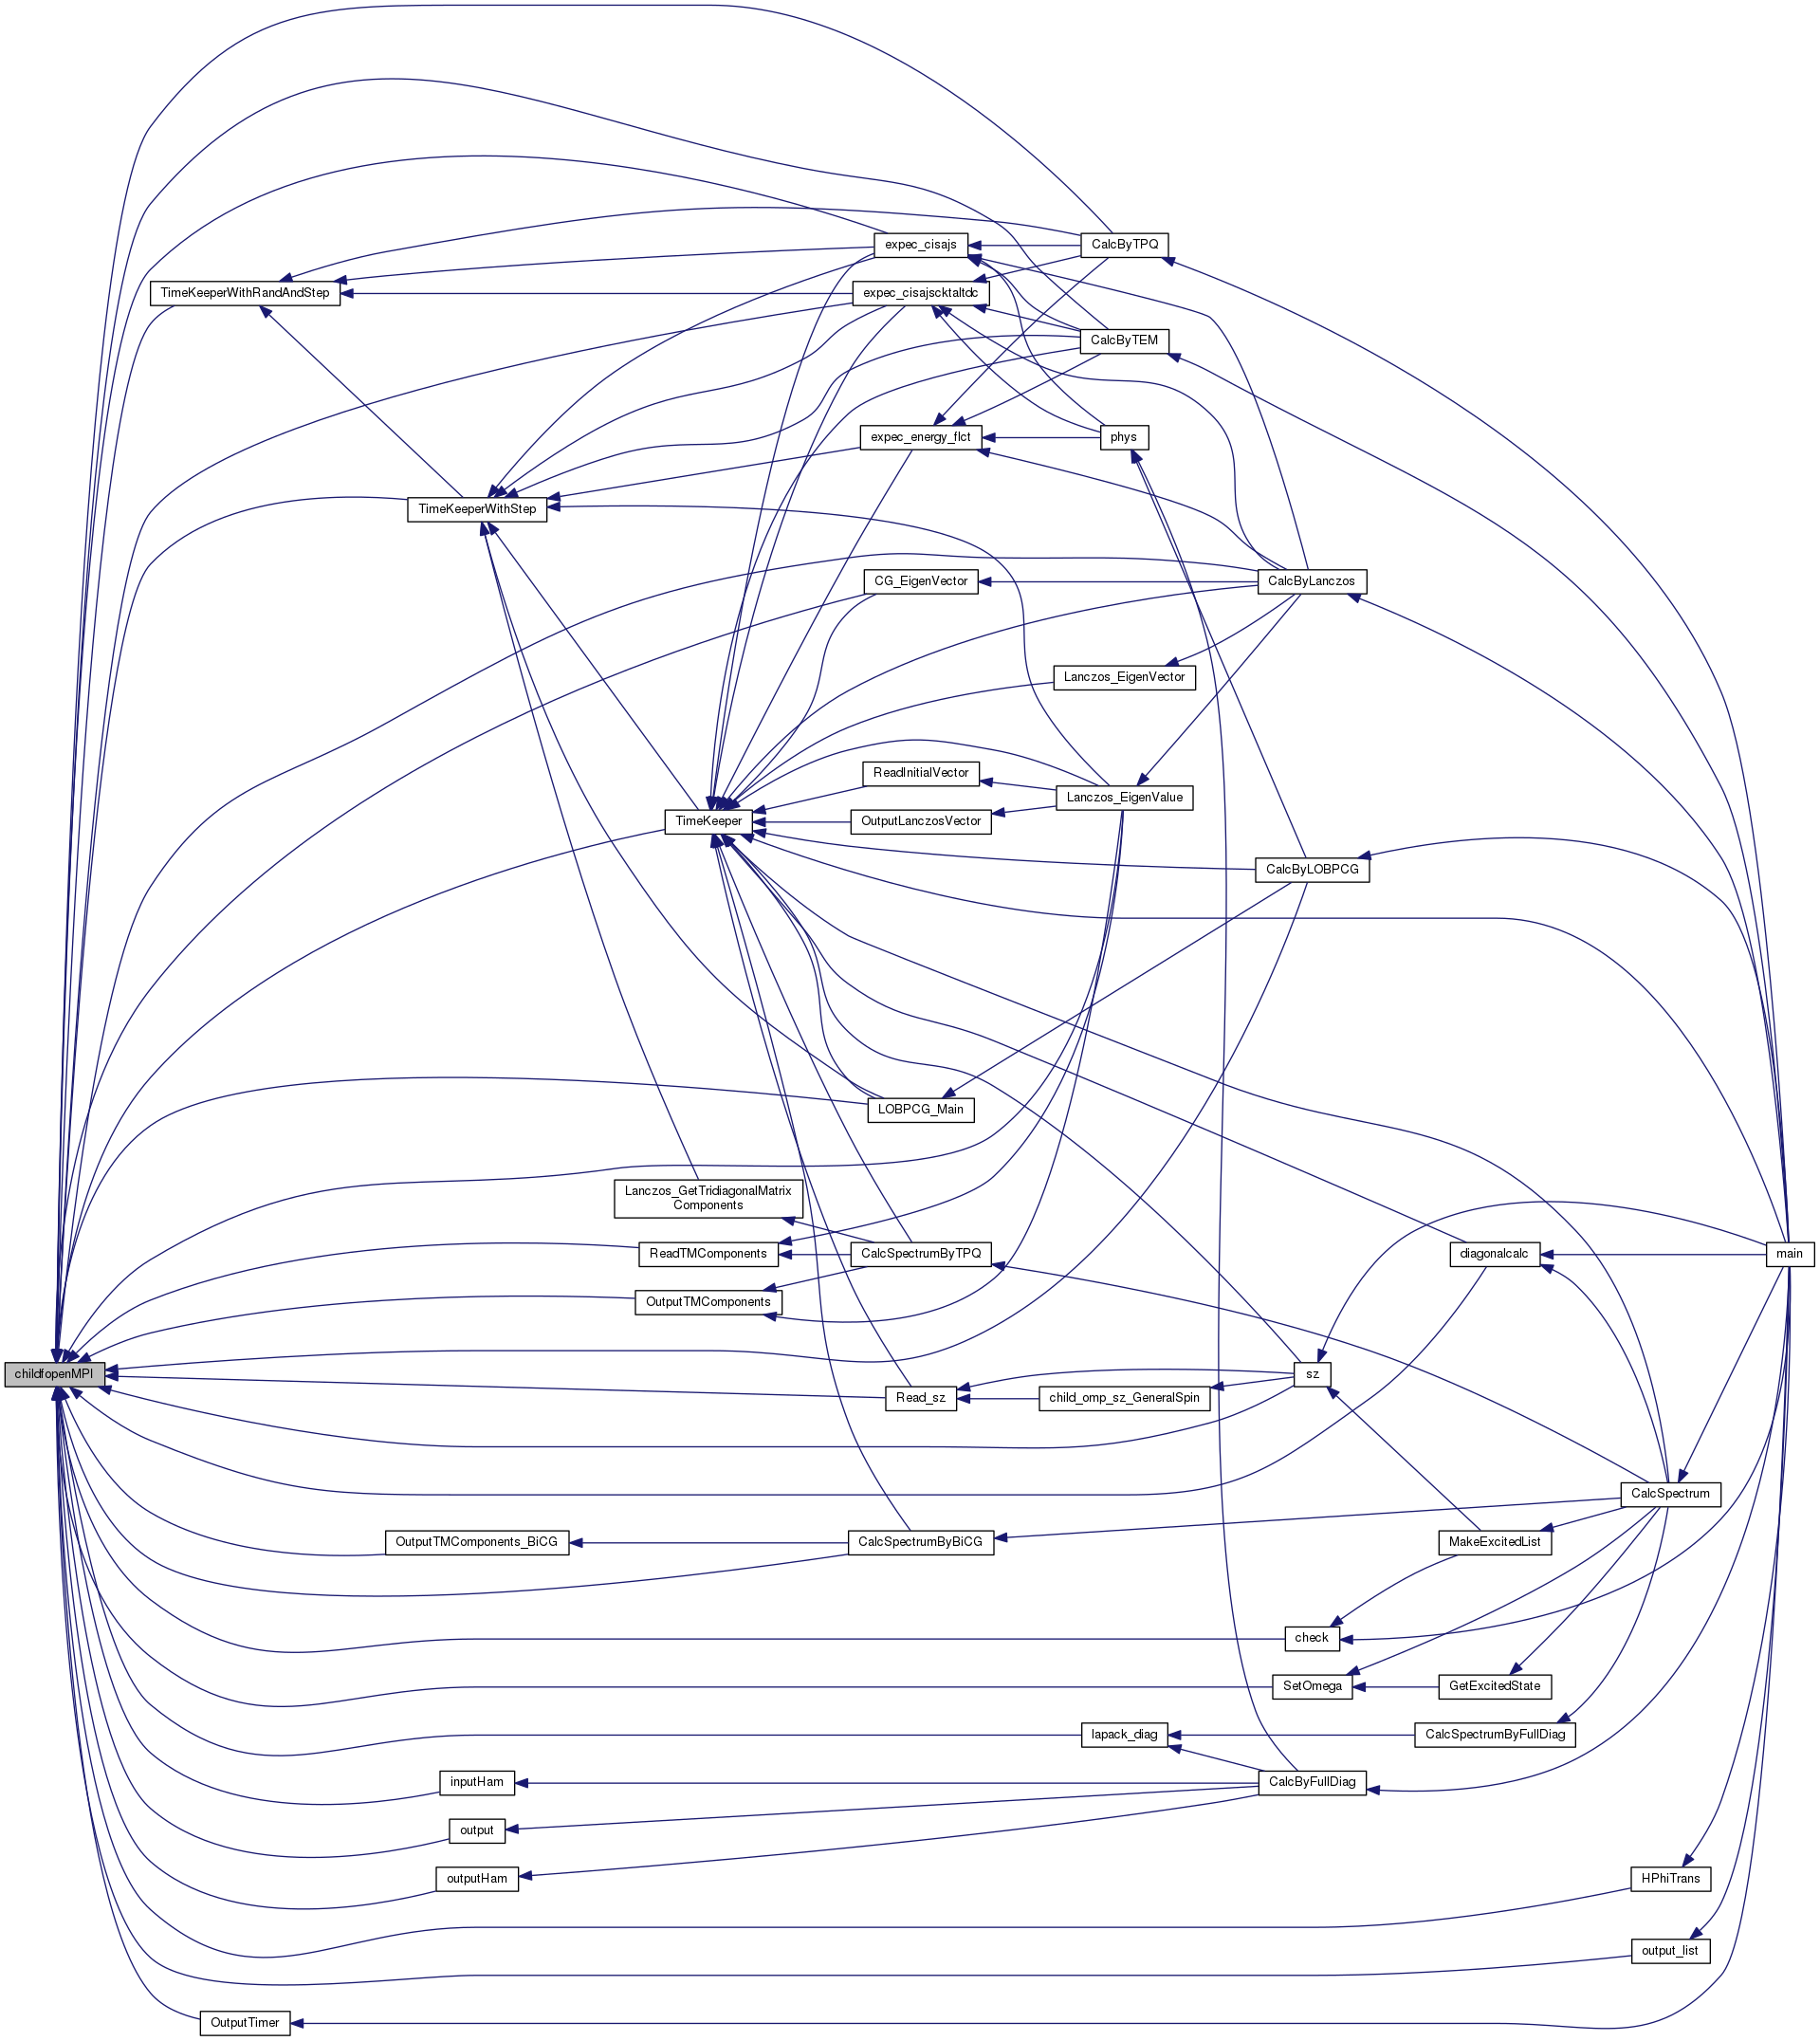 expec_cisajs
CalcByTPQ
TimeKeeperWithRandAndStep
expec_cisajscktaltdc
CalcByTEM
expec_energy_flct
phys
TimeKeeperWithStep
CG_EigenVector
CalcByLanczos
Lanczos_EigenVector
ReadInitialVector
Lanczos_EigenValue
TimeKeeper
OutputLanczosVector
CalcByLOBPCG
LOBPCG_Main
Lanczos_GetTridiagonalMatrix
Components
ReadTMComponents
CalcSpectrumByTPQ
diagonalcalc
main
OutputTMComponents
childfopenMPI
sz
Read_sz
child_omp_sz_GeneralSpin
CalcSpectrum
OutputTMComponents_BiCG
CalcSpectrumByBiCG
MakeExcitedList
check
SetOmega
GetExcitedState
lapack_diag
CalcSpectrumByFullDiag
inputHam
CalcByFullDiag
output
outputHam
HPhiTrans
output_list
OutputTimer